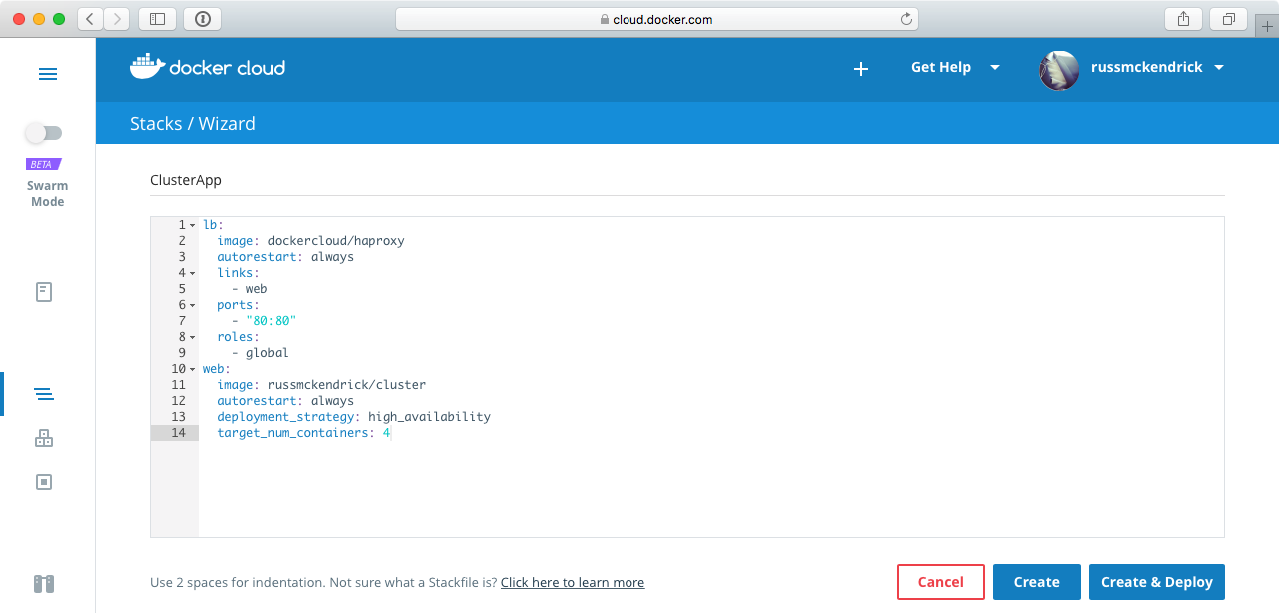 cloud.docker.com
docker cloud
Get Help
russmckendrick
Stacks / Wizard
BETA
Swarm
Mode
ClusterApp
1 lb:
2   image: dockercloud/haproxy
3   autorestart: always
4   links:
5     - web
6   ports:
7     - "80:80"
8   roles:
9     - global
10 web:
11   image: russmckendrick/cluster
12   autorestart: always
13   deployment_strategy: high_availability
14   target_num_containers: 4
Use 2 spaces for indentation. Not sure what a Stackfile is? Click here to learn more
Cancel
Create
Create & Deploy